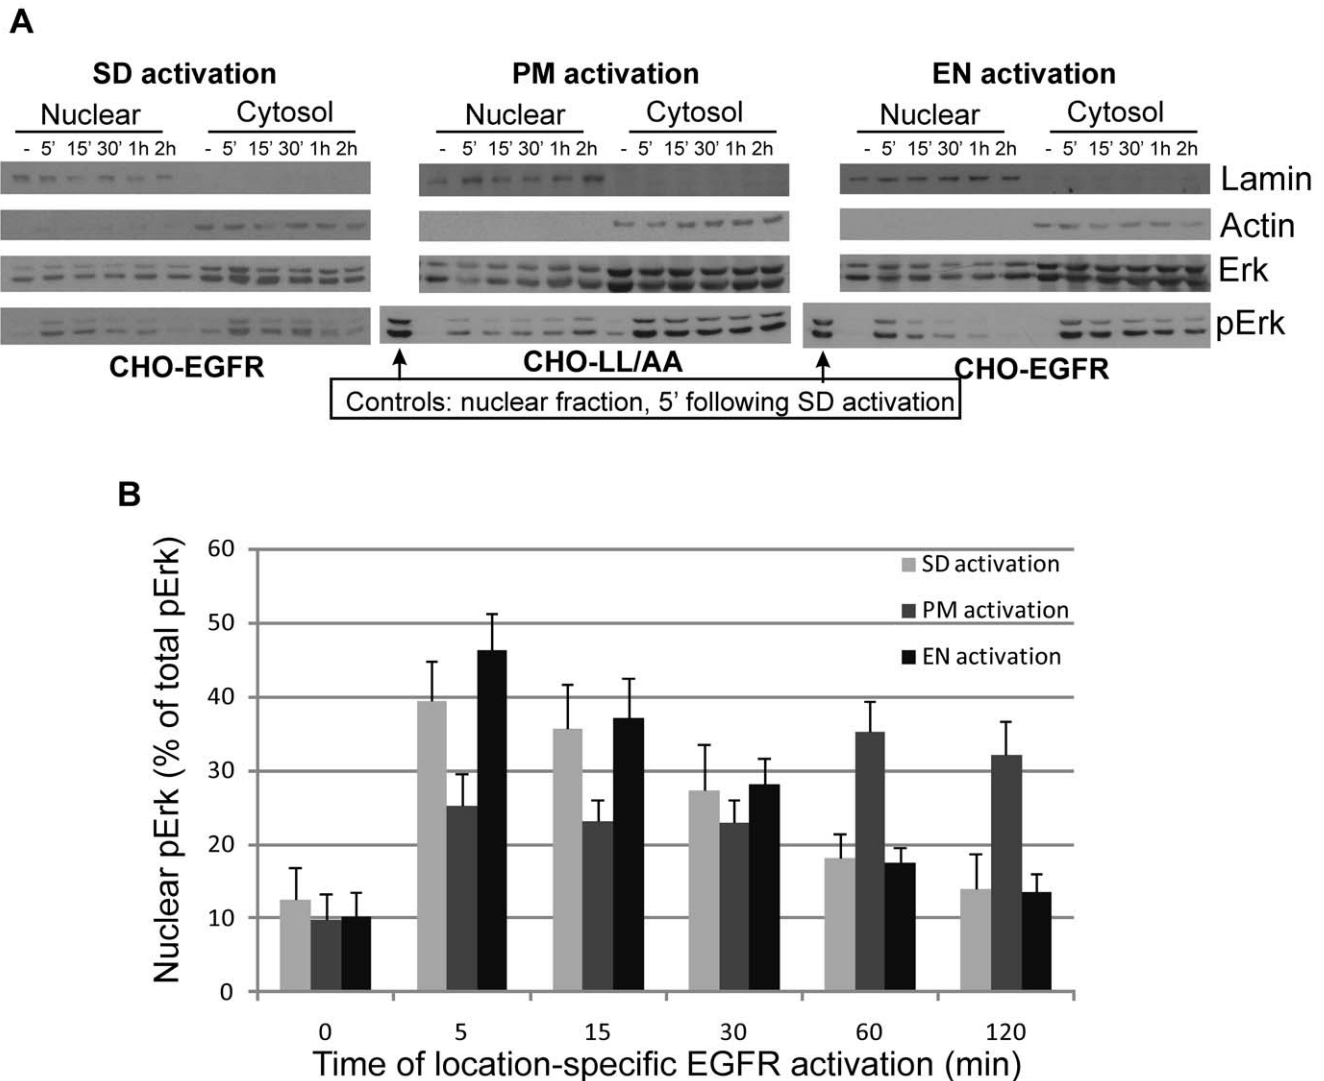 A
SD activation
PM activation
EN activation
Nuclear Cytosol
Nuclear Cytosol
Nuclear Cytosol
- 5’ 15’ 30’ 1h 2h - 5’ 15’ 30’ 1h 2h
- 5’ 15’ 30’ 1h 2h - 5’ 15’ 30’ 1h 2h
- 5’ 15’ 30’ 1h 2h - 5’ 15’ 30’ 1h 2h
Lamin
Actin
Erk
pErk
CHO-EGFR
CHO-LL/AA
CHO-EGFR
Controls: nuclear fraction, 5’ following SD activation
B
Nuclear pErk (% of total pErk)
60
50
40
30
20
10
0
SD activation
PM activation
EN activation
0 5 15 30 60 120
Time of location-specific EGFR activation (min)